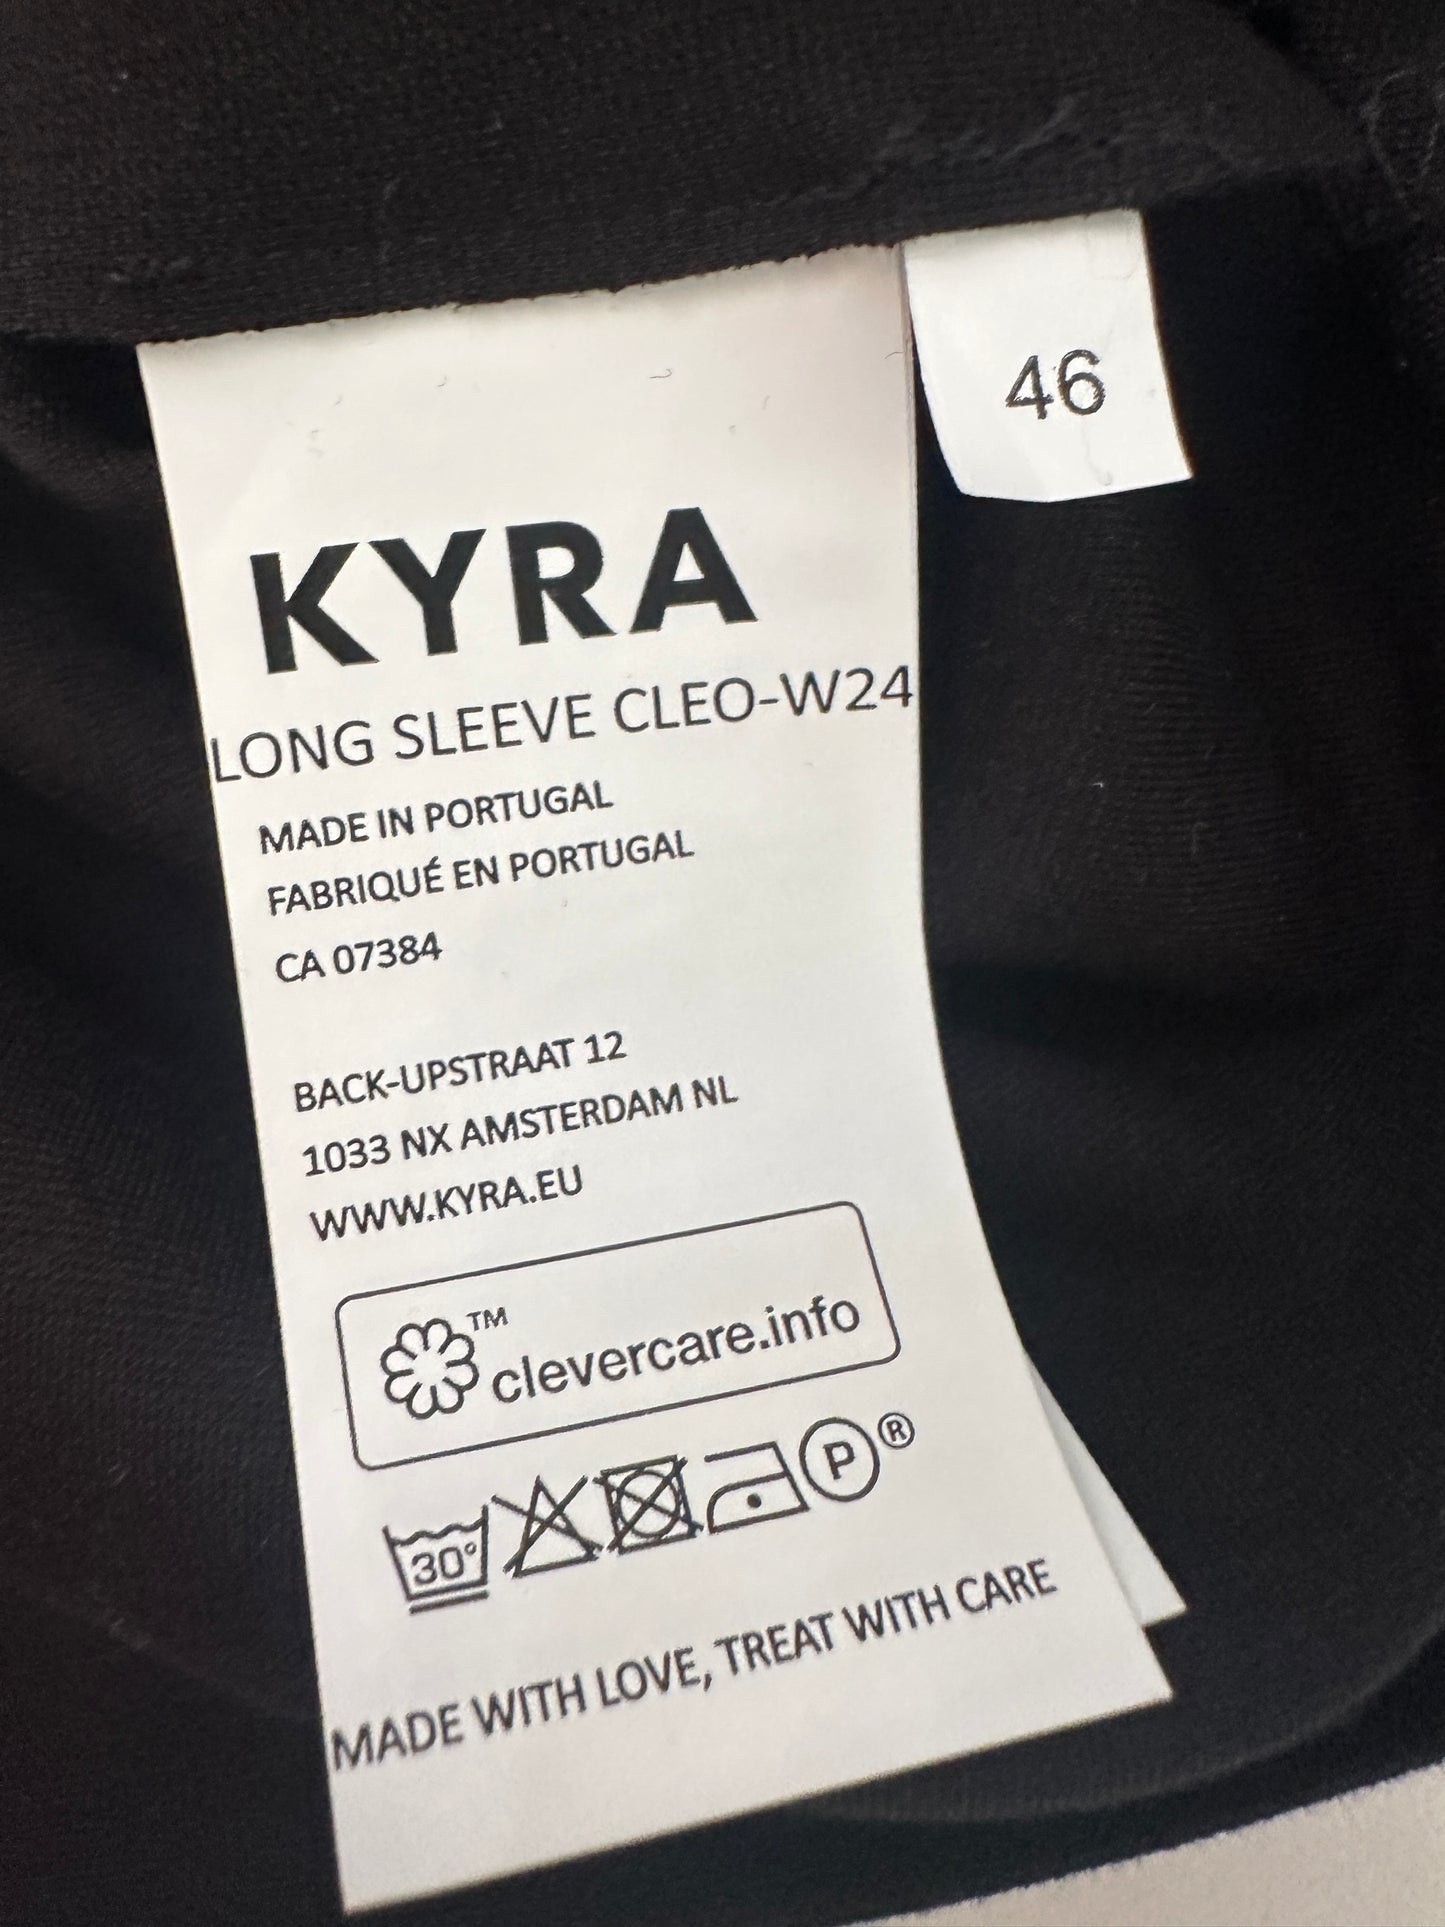 46
KYRA
LONG SLEEVE CLEO-W24
MADE IN PORTUGAL
FABRIQUÉ EN PORTUGAL
CA 07384
BACK-UPSTRAAT 12
1033 NX AMSTERDAM NL
WWW.KYRA.EU
™ clevercare.info
30° P ®
MADE WITH LOVE, TREAT WITH CARE